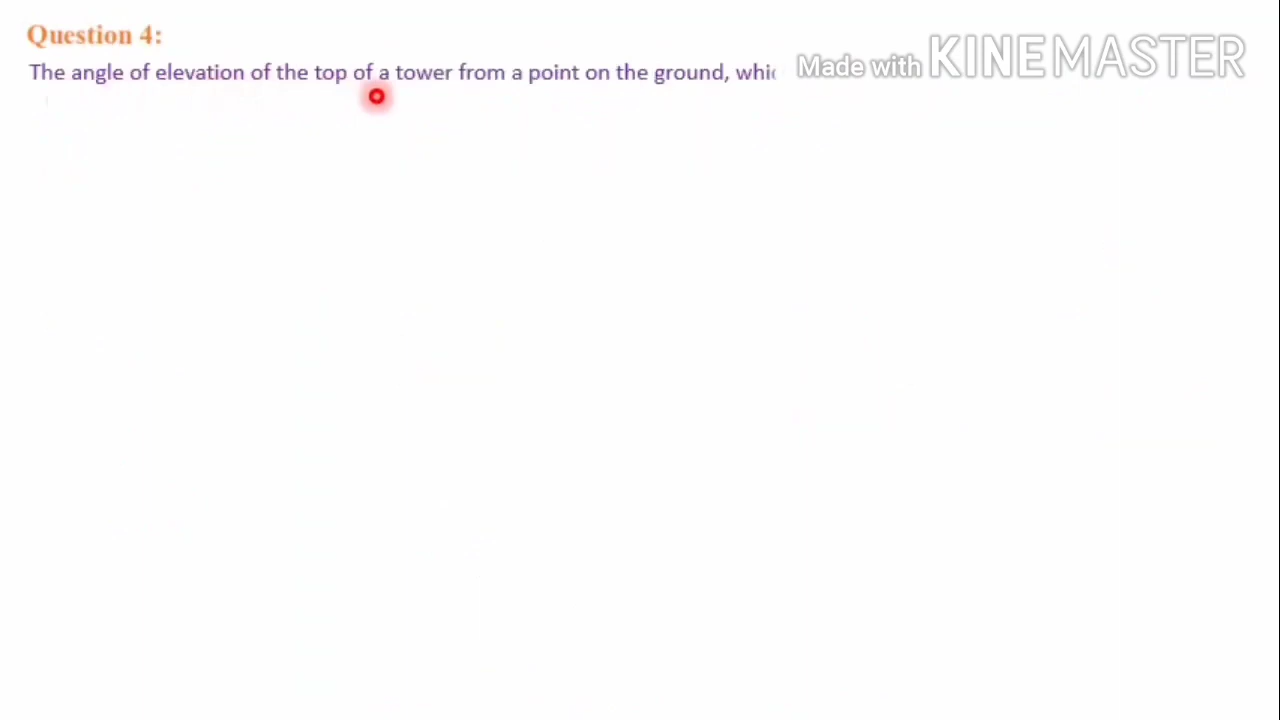 Question 4:
Made with KINEMASTER
The angle of elevation of the top of a tower from a point on the ground,